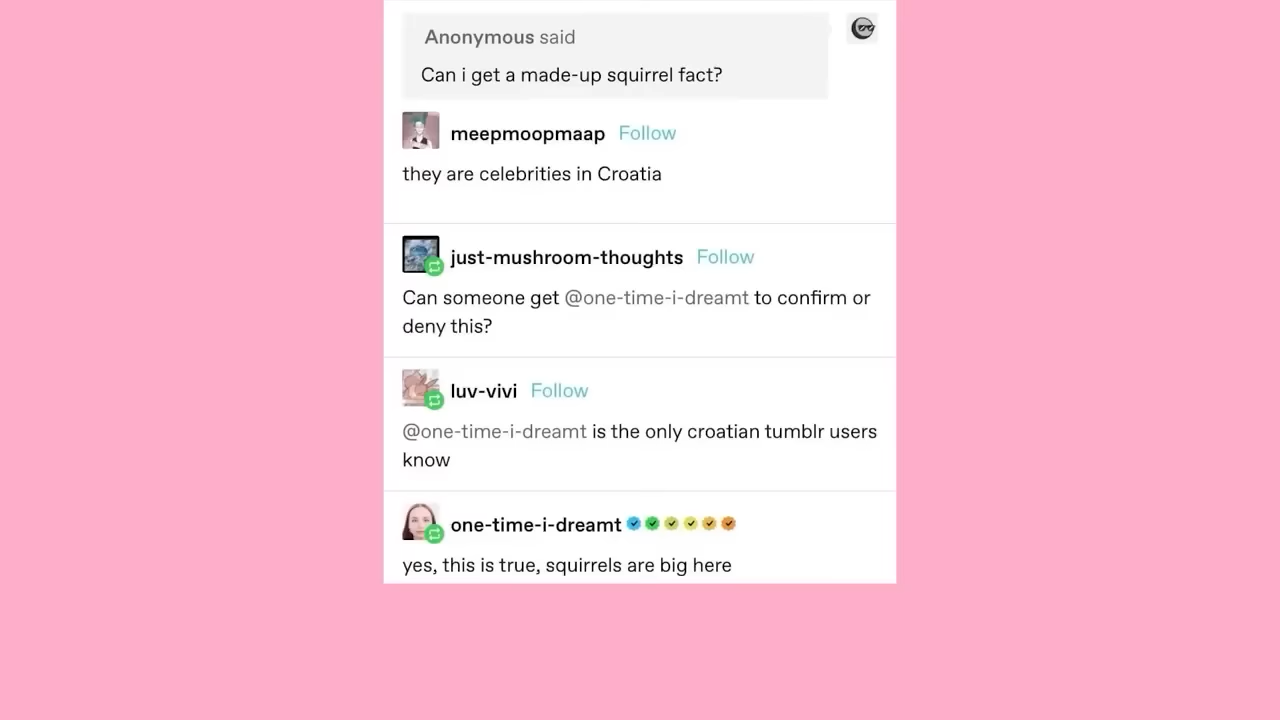 Anonymous said
Can i get a made-up squirrel fact?
meepmoopmaap Follow
they are celebrities in Croatia
just-mushroom-thoughts Follow
Can someone get @one-time-i-dreamt to confirm or
deny this?
luv-vivi Follow
@one-time-i-dreamt is the only croatian tumblr users
know
one-time-i-dreamt
yes, this is true, squirrels are big here